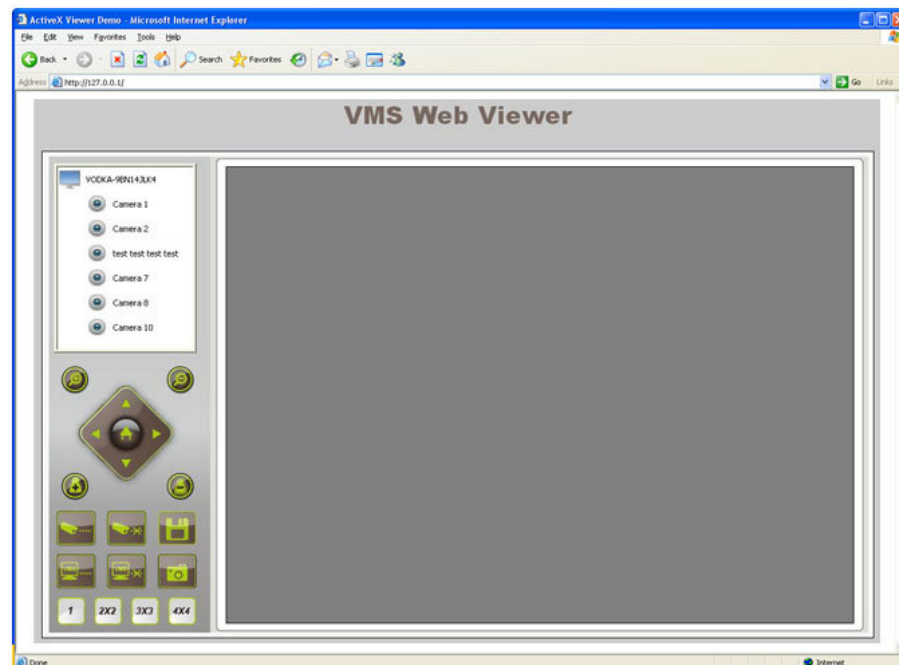 ActiveX Viewer Demo - Microsoft Internet Explorer
File Edit View Favorites Tools Help
Back Search Favorites
Address http://127.0.0.1/ Go Links
VMS Web Viewer
VODKA-9BN14JLK4
Camera 1
Camera 2
test test test test
Camera 7
Camera 8
Camera 10
1 2X2 3X3 4X4
Done Internet